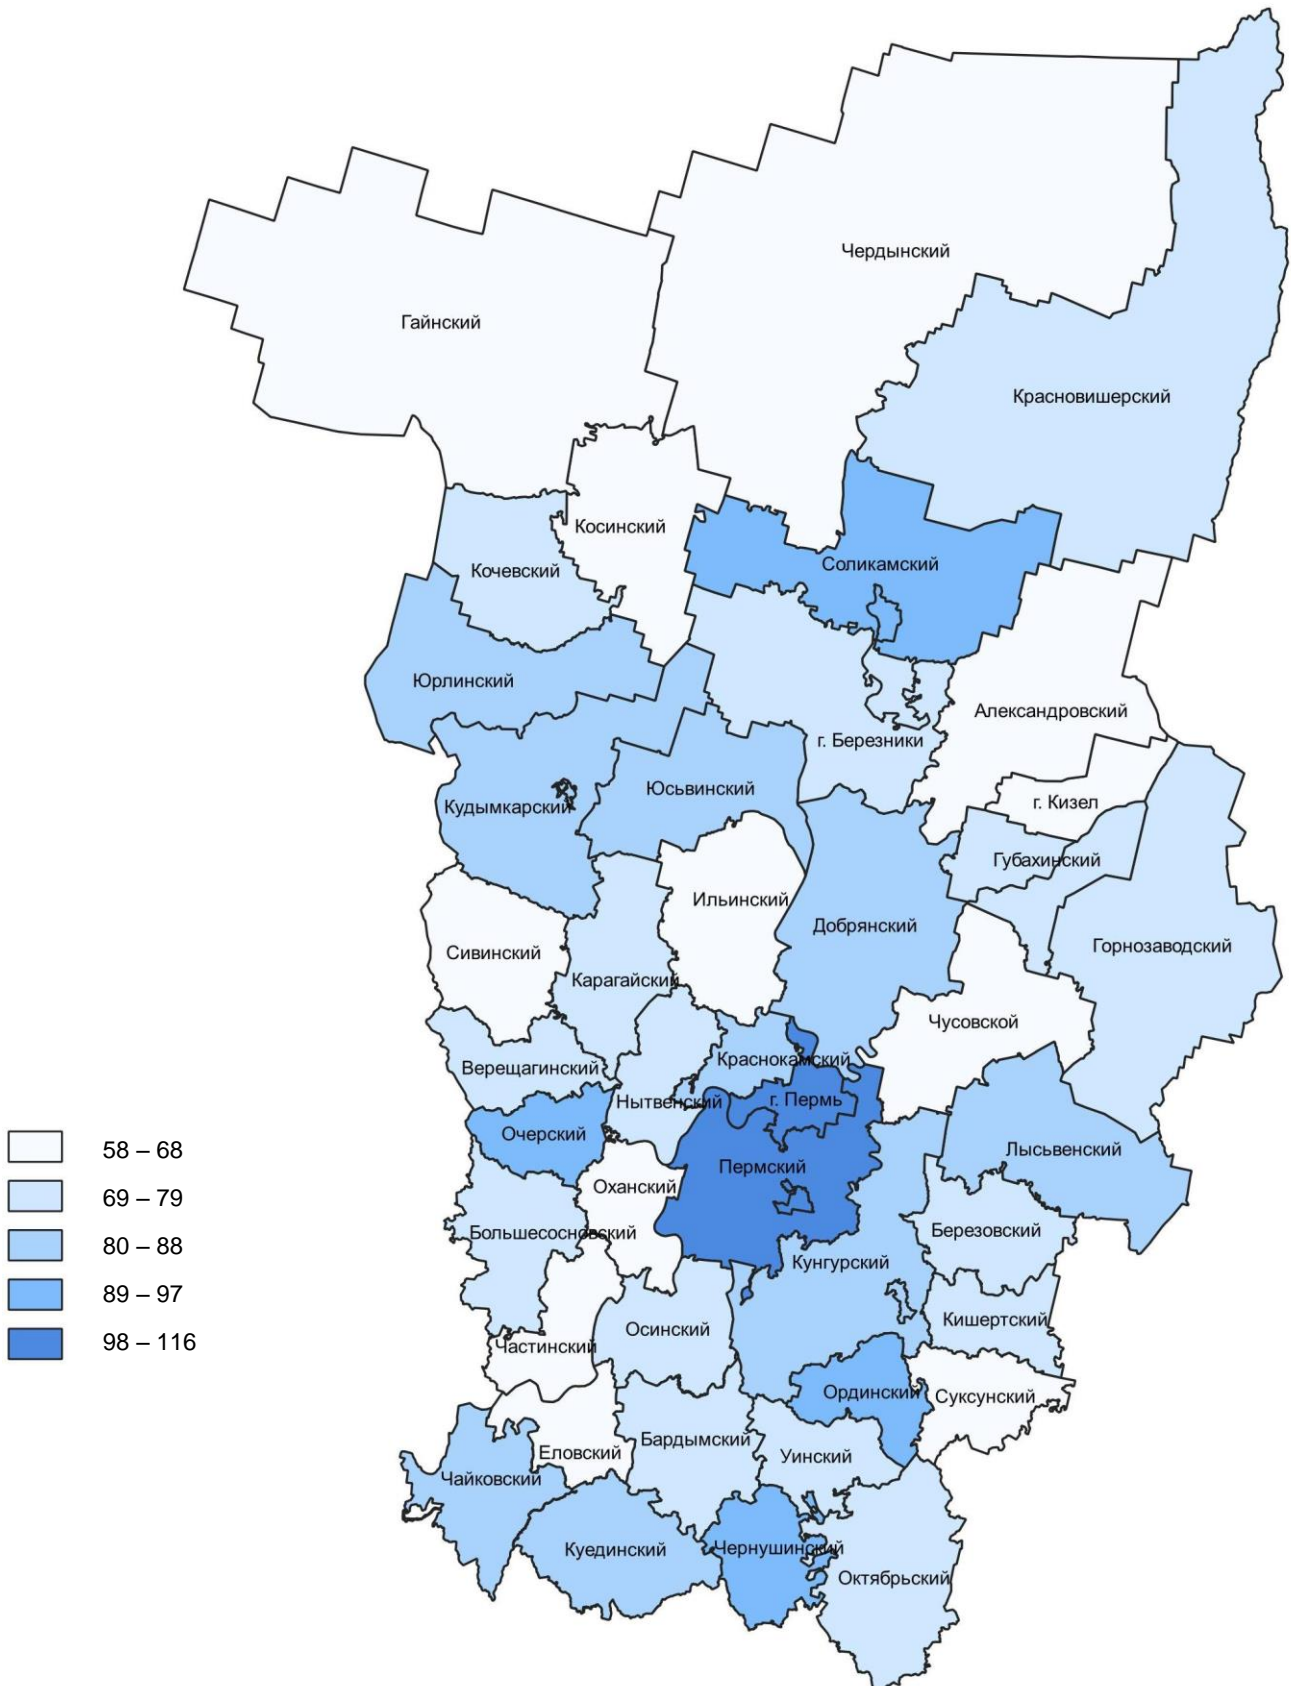 Чердынский
Гайнский
Красновишерский
Косинский
Соликамский
Кочевский
Юрлинский
Александровский
г. Березники
Юсьвинский
г. Кизел
Кудымкарский
Губахинский
Ильинский
Добрянский
Горнозаводский
Сивинский
Карагайский
Чусовской
Краснокамский
Верещагинский
Нытвенский
г. Пермь
Очерский
Лысьвенский
Пермский
Оханский
Большесосновский
Березовский
Кунгурский
Кишертский
Осинский
Частинский
Ординский
Суксунский
Бардымский
Еловский
Уинский
Чайковский
Куединский
Чернушинский
Октябрьский
58 – 68
69 – 79
80 – 88
89 – 97
98 – 116